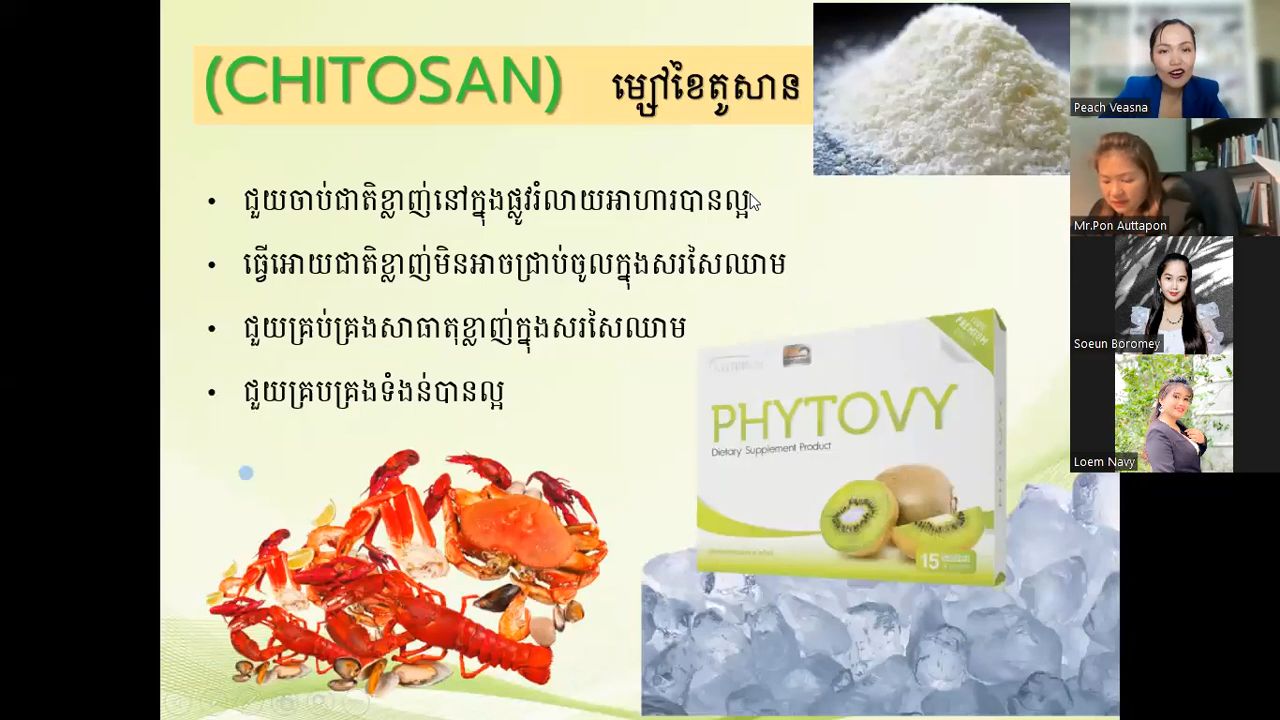 (CHITOSAN) ម្សៅខៃតូសាន
• ជួយចាប់ជាតិខ្លាញ់នៅក្នុងផ្លូវរំលាយអាហារបានល្អ
• ធ្វើអោយជាតិខ្លាញ់មិនអាចជ្រាប់ចូលក្នុងសរសៃឈាម
• ជួយគ្រប់គ្រងសាធាតុខ្លាញ់ក្នុងសរសៃឈាម
• ជួយគ្របគ្រងទំងន់បានល្អ
PREMIUM
PHYTOVY
Dietary Supplement Product
15
Peach Veasna
Mr.Pon Auttapon
Soeun Boromey
Loem Navy